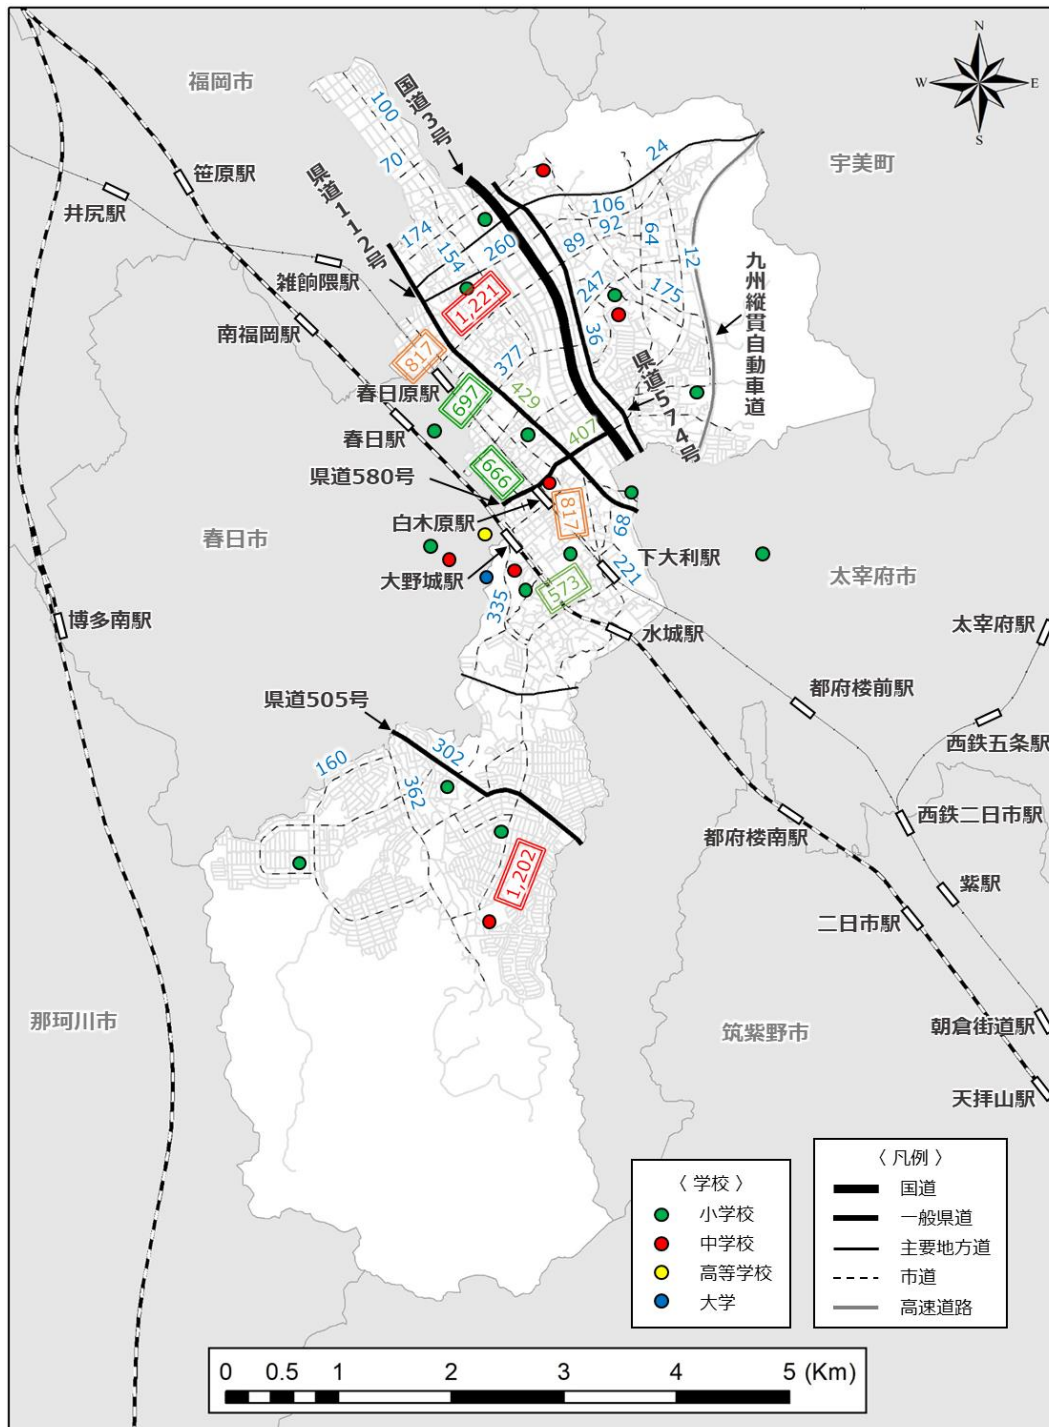 N
W
E
S
福岡市
宇美町
国道3号
100
70
24
笹原駅
井尻駅
県道112号
174
154
260
106
92
89
64
12
247
175
36
雑餉隈駅
1,221
九州縦貫自動車道
南福岡駅
817
377
県道574号
春日原駅
697
429
春日駅
407
666
県道580号
817
白木原駅
68
春日市
下大利駅
221
太宰府市
大野城駅
573
335
博多南駅
水城駅
太宰府駅
都府楼前駅
県道505号
西鉄五条駅
302
160
362
西鉄二日市駅
都府楼南駅
1,202
紫駅
二日市駅
那珂川市
筑紫野市
朝倉街道駅
天拝山駅
〈 学校 〉
小学校
中学校
高等学校
大学
〈 凡例 〉
国道
一般県道
主要地方道
市道
高速道路
0 0.5 1 2 3 4 5 (Km)